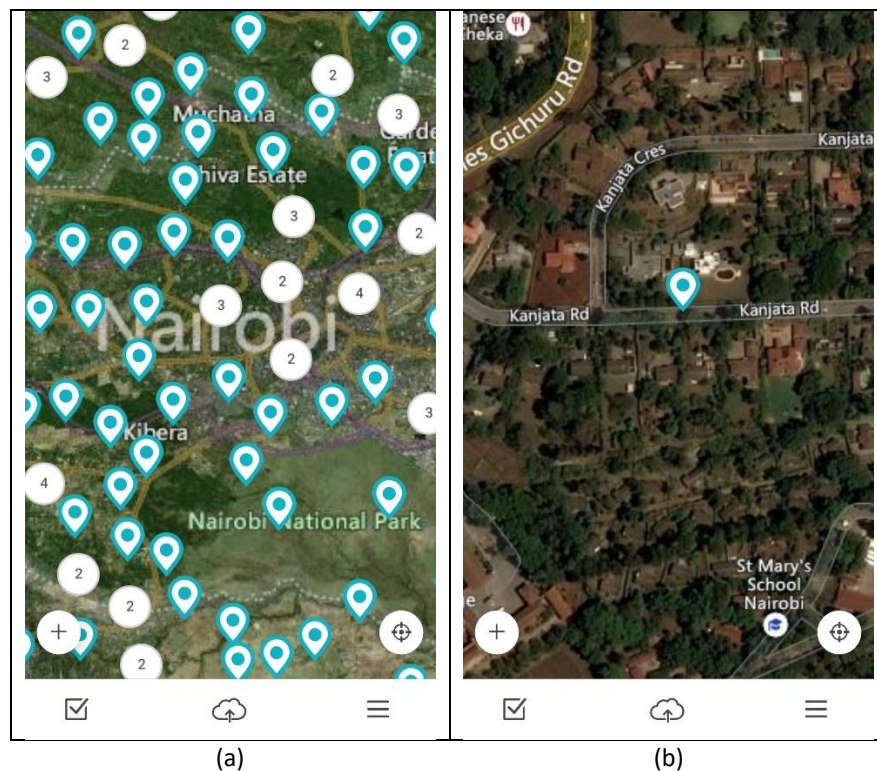 2
3
2
3
Muchatha
Garde
Estat
hiva Estate
3
2
2
4
3
Nairobi
2
3
Kibera
4
Nairobi National Park
2
2
2
(a)
anese
Cheka
es Gichuru Rd
Kanjata Cres
Kanjata
Kanjata Rd
Kanjata Rd
St Mary's
School
Nairobi
e
(b)